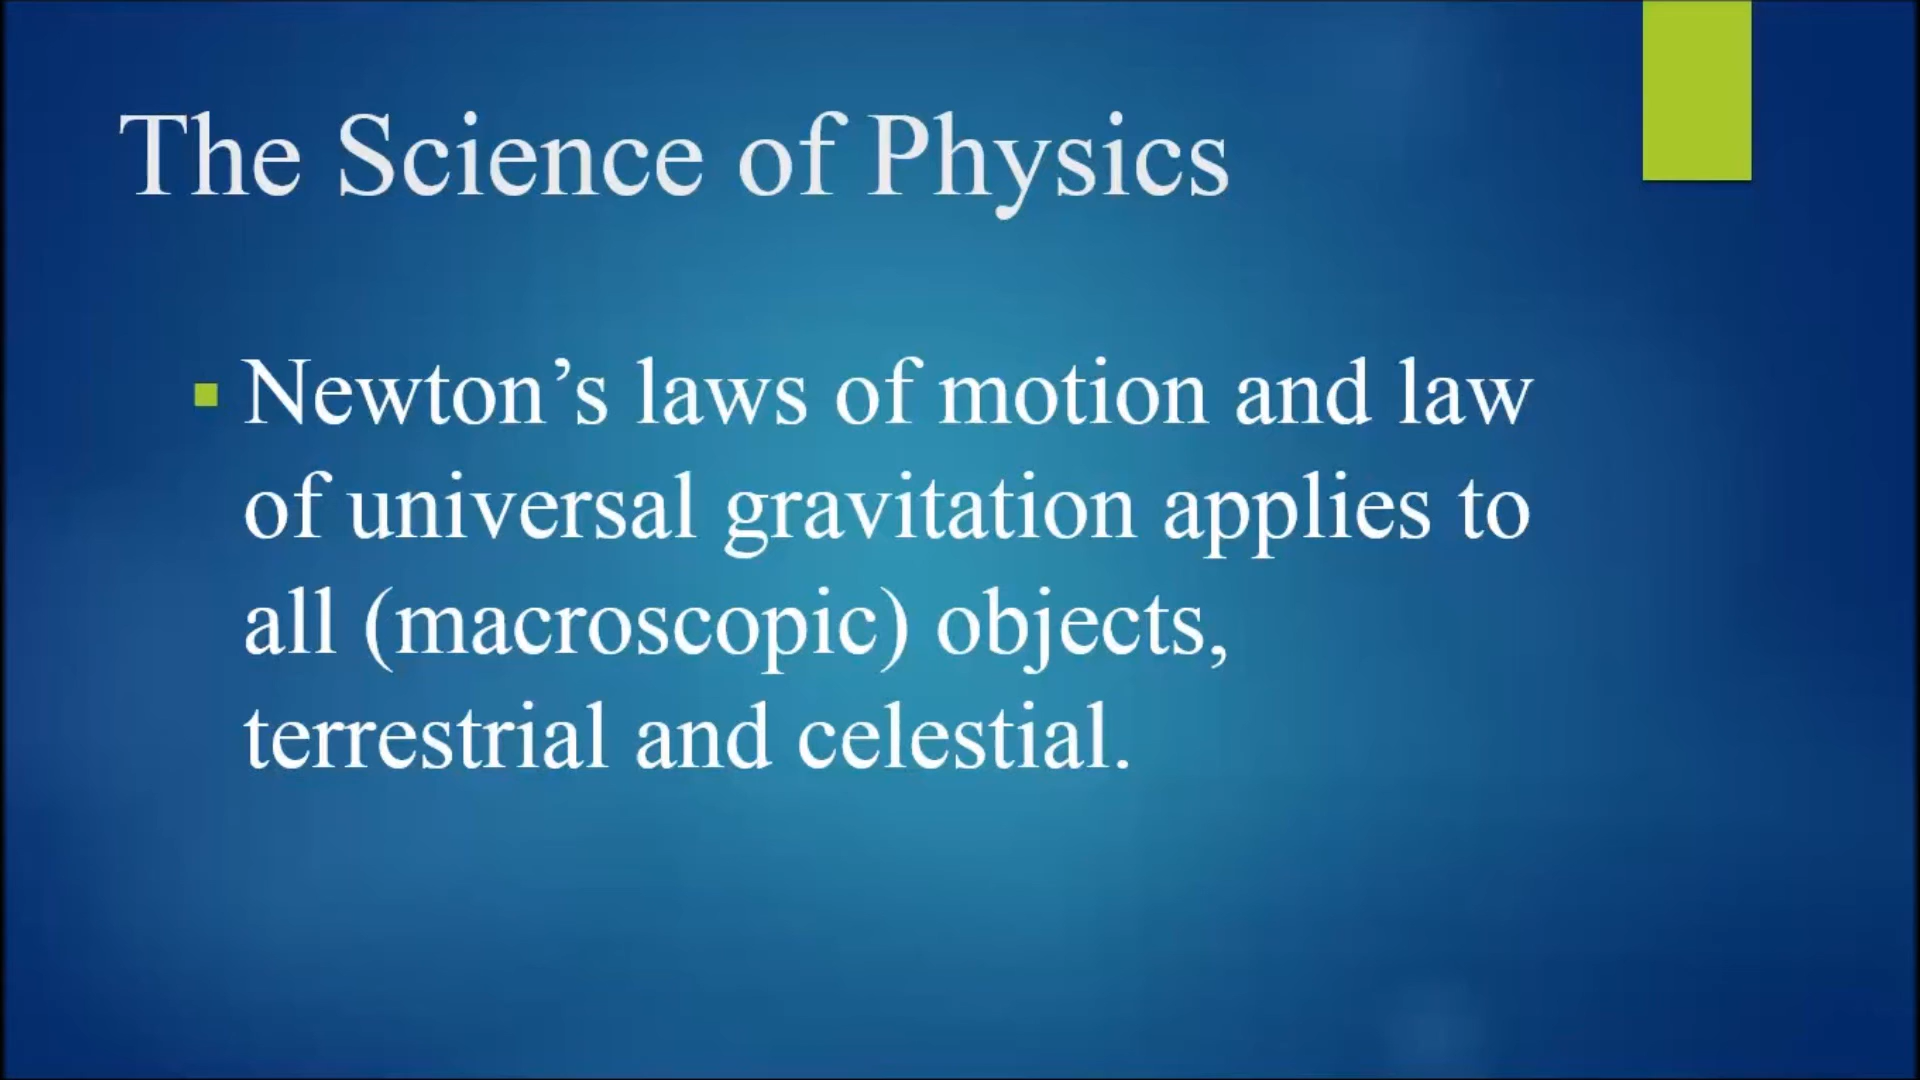 The Science of Physics
Newton’s laws of motion and law
of universal gravitation applies to
all (macroscopic) objects,
terrestrial and celestial.